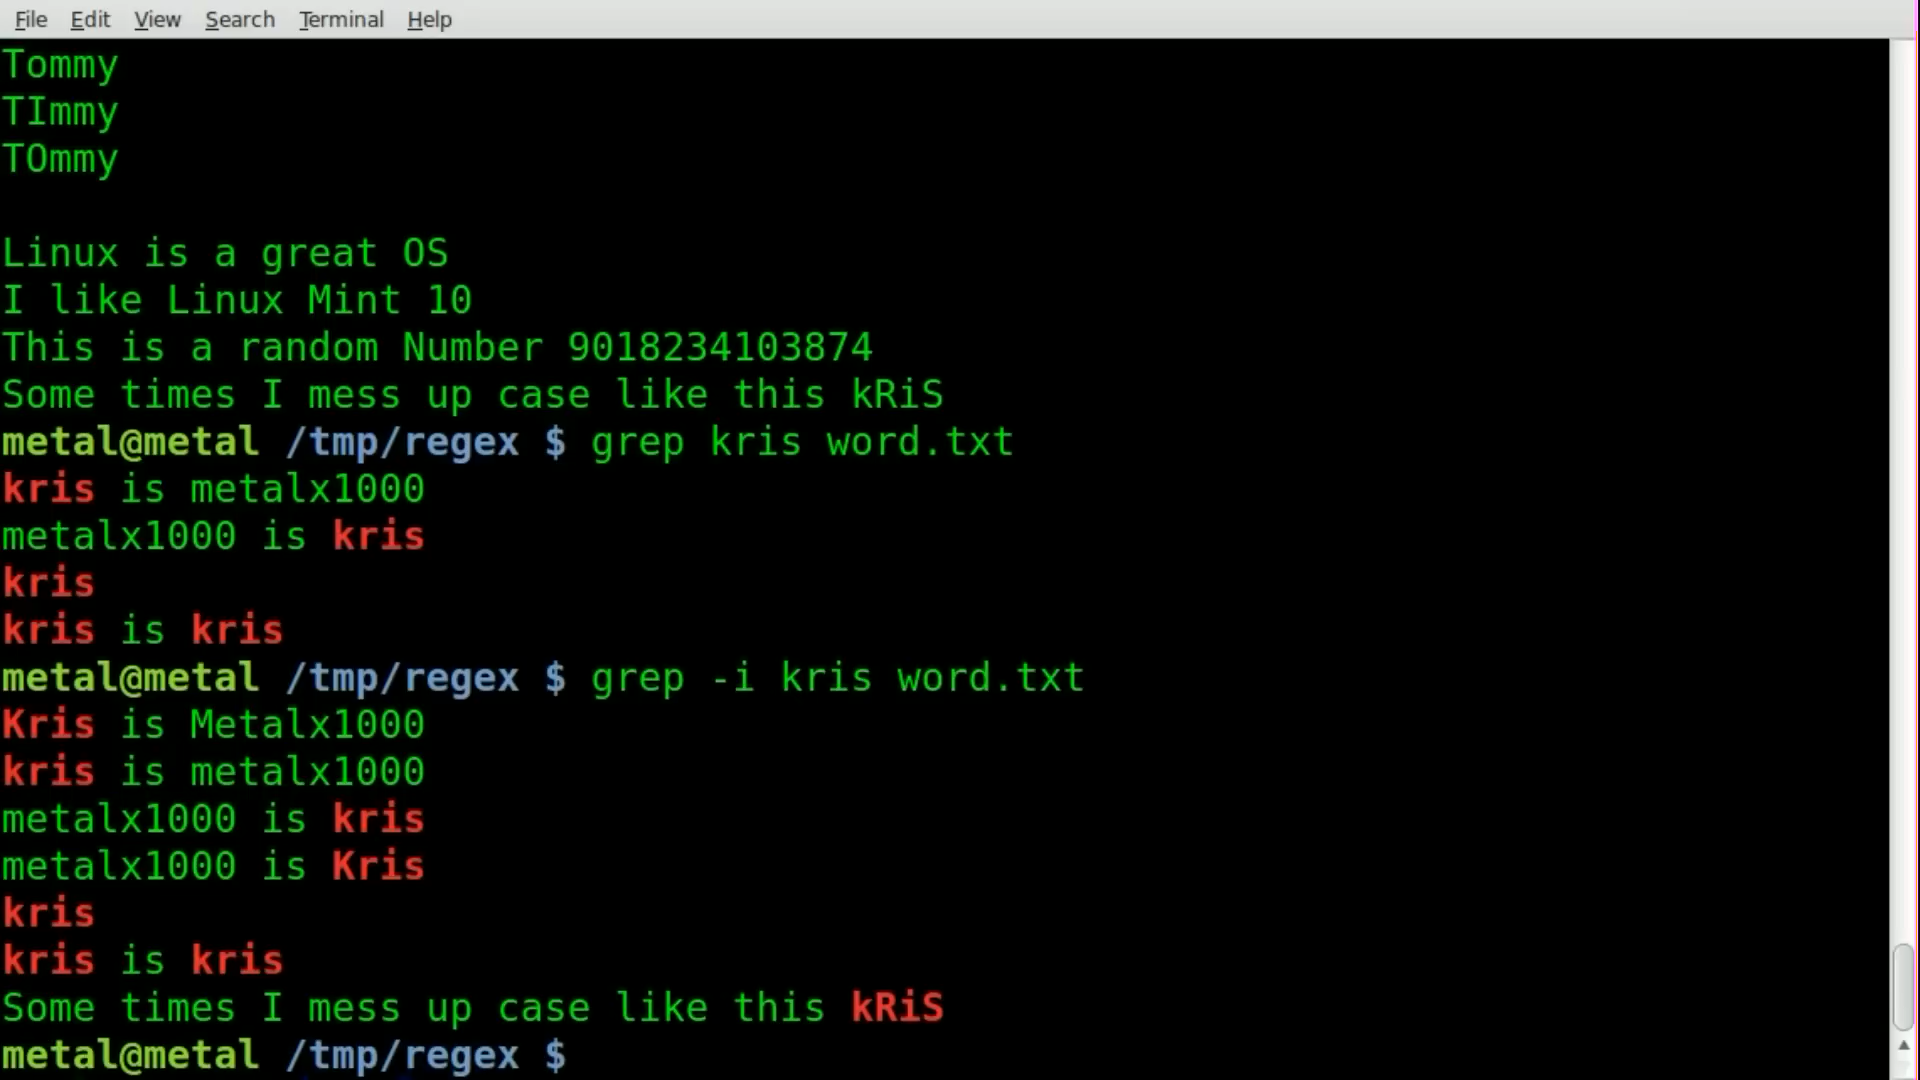 File Edit View Search Terminal Help
Tommy
TImmy
TOmmy
Linux is a great OS
I like Linux Mint 10
This is a random Number 9018234103874
Some times I mess up case like this kRiS
metal@metal /tmp/regex $ grep kris word.txt
kris is metalx1000
metalx1000 is kris
kris
kris is kris
metal@metal /tmp/regex $ grep -i kris word.txt
Kris is Metalx1000
kris is metalx1000
metalx1000 is kris
metalx1000 is Kris
kris
kris is kris
Some times I mess up case like this kRiS
metal@metal /tmp/regex $